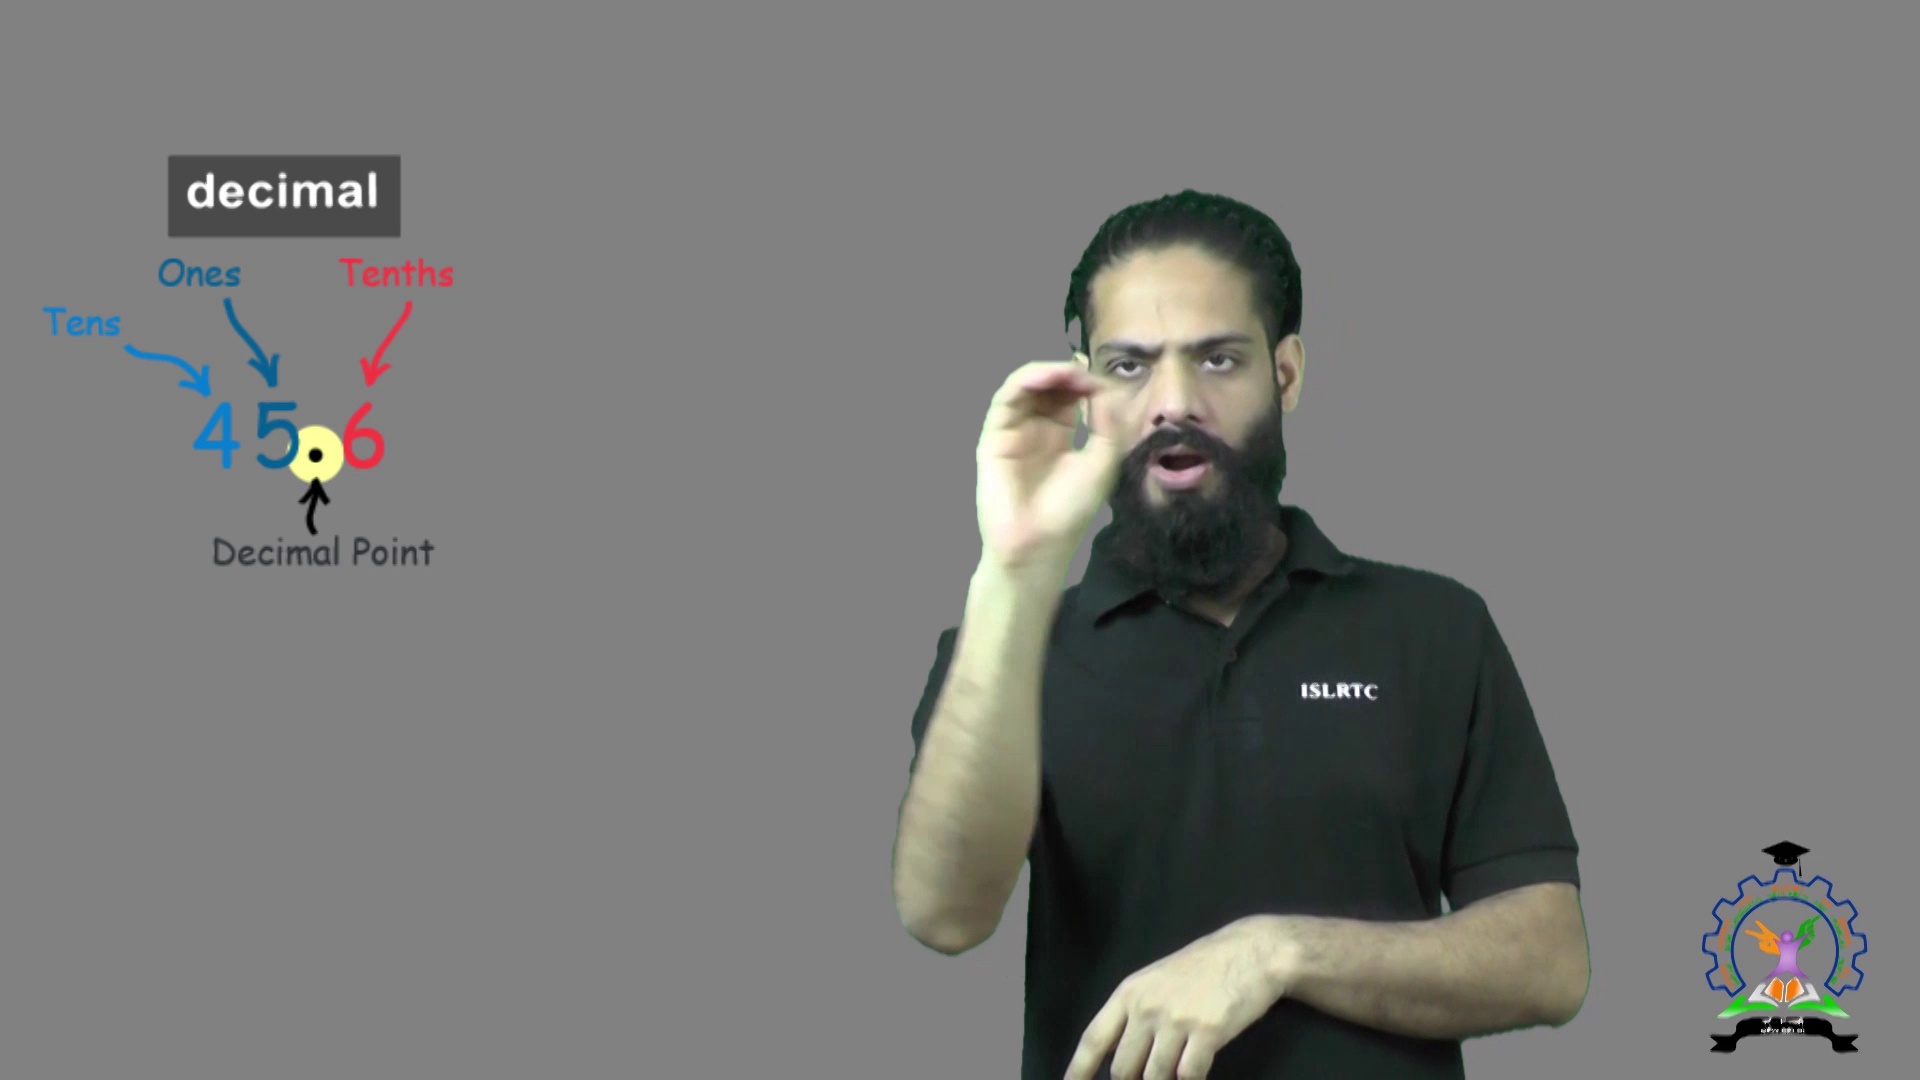 decimal
Ones Tenths
Tens
45.6
Decimal Point
ISLRTC